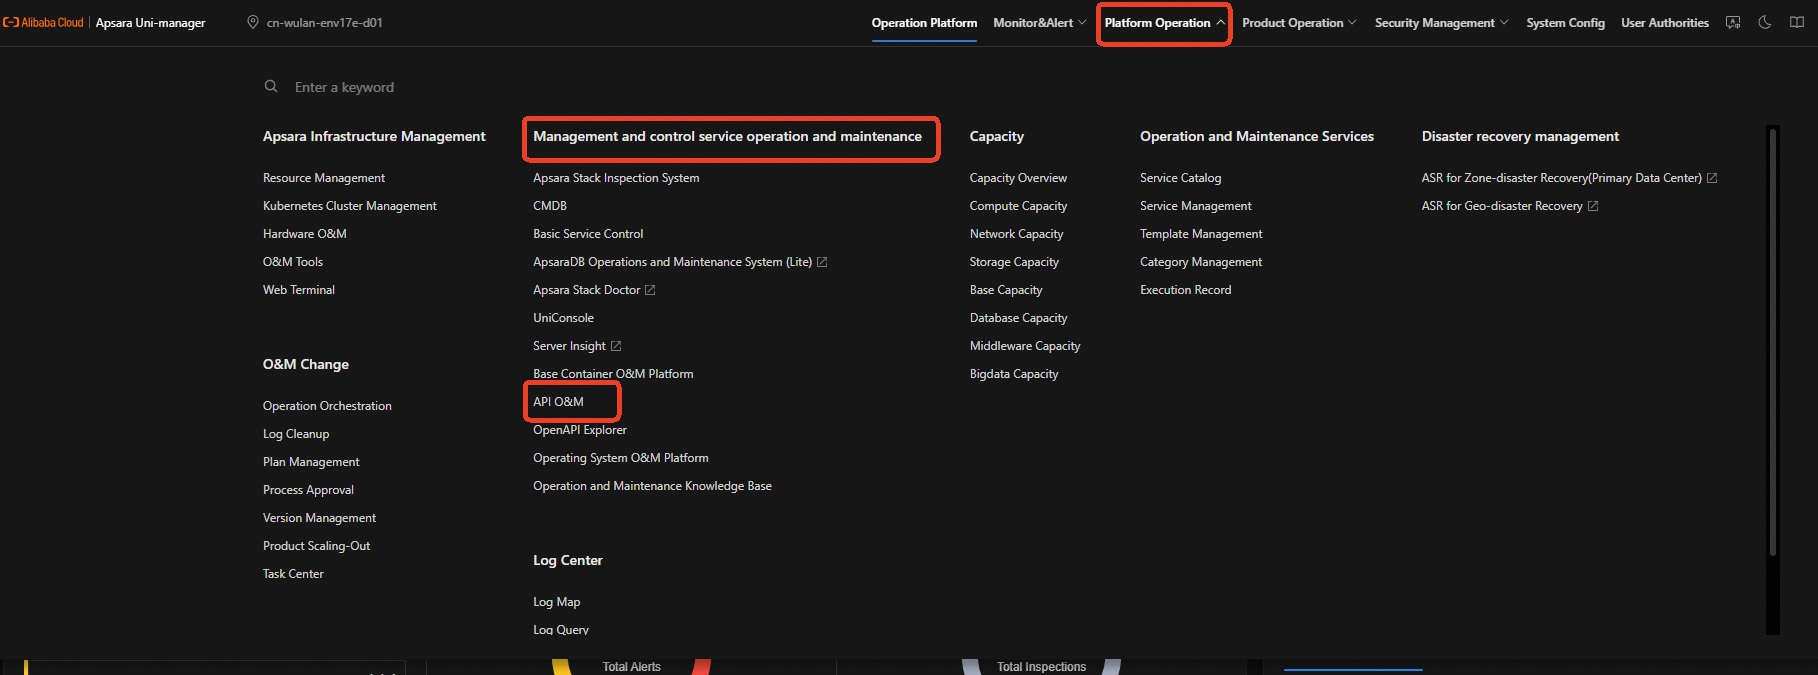 Alibaba Cloud | Apsara Uni-manager
cn-wulan-env17e-d01
Operation Platform
Monitor&Alert
Platform Operation
Product Operation
Security Management
System Config
User Authorities
Enter a keyword
Apsara Infrastructure Management
Resource Management
Kubernetes Cluster Management
Hardware O&M
O&M Tools
Web Terminal
O&M Change
Operation Orchestration
Log Cleanup
Plan Management
Process Approval
Version Management
Product Scaling-Out
Task Center
Management and control service operation and maintenance
Apsara Stack Inspection System
CMDB
Basic Service Control
ApsaraDB Operations and Maintenance System (Lite)
Apsara Stack Doctor
UniConsole
Server Insight
Base Container O&M Platform
API O&M
OpenAPI Explorer
Operating System O&M Platform
Operation and Maintenance Knowledge Base
Log Center
Log Map
Log Query
Capacity
Capacity Overview
Compute Capacity
Network Capacity
Storage Capacity
Base Capacity
Database Capacity
Middleware Capacity
Bigdata Capacity
Operation and Maintenance Services
Service Catalog
Service Management
Template Management
Category Management
Execution Record
Disaster recovery management
ASR for Zone-disaster Recovery(Primary Data Center)
ASR for Geo-disaster Recovery
Total Alerts
Total Inspections